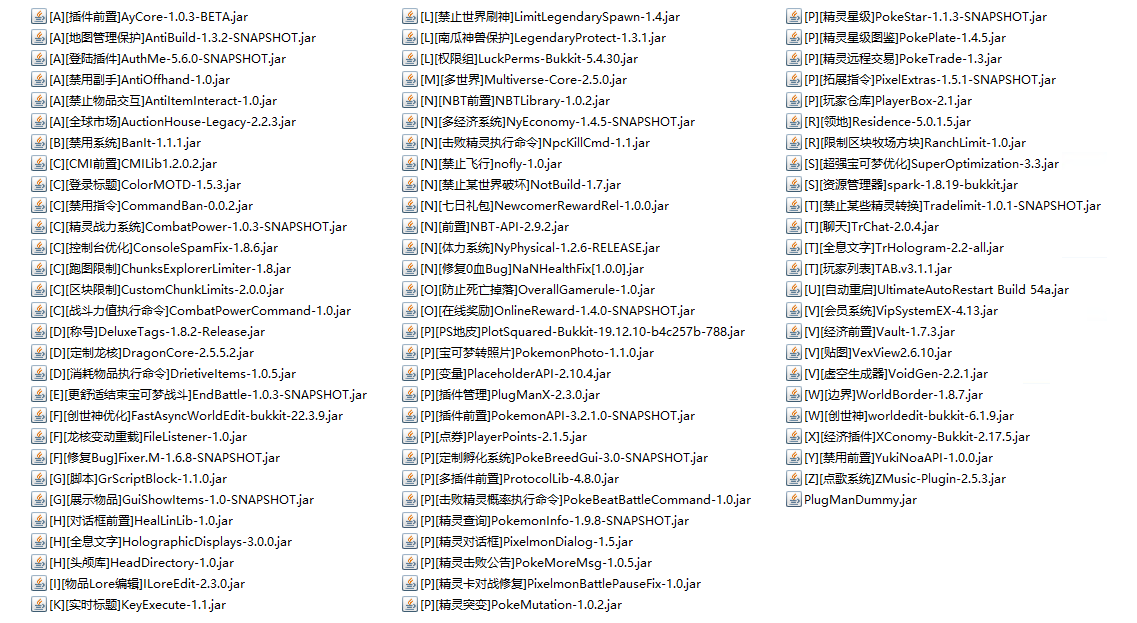 [A][插件前置]AyCore-1.0.3-BETA.jar
[A][地图管理保护]AntiBuild-1.3.2-SNAPSHOT.jar
[A][登陆插件]AuthMe-5.6.0-SNAPSHOT.jar
[A][禁用副手]AntiOffhand-1.0.jar
[A][禁止物品交互]AntiItemInteract-1.0.jar
[A][全球市场]AuctionHouse-Legacy-2.2.3.jar
[B][禁用系统]BanIt-1.1.1.jar
[C][CMI前置]CMILib1.2.0.2.jar
[C][登录标题]ColorMOTD-1.5.3.jar
[C][禁用指令]CommandBan-0.0.2.jar
[C][精灵战力系统]CombatPower-1.0.3-SNAPSHOT.jar
[C][控制台优化]ConsoleSpamFix-1.8.6.jar
[C][跑图限制]ChunksExplorerLimiter-1.8.jar
[C][区块限制]CustomChunkLimits-2.0.0.jar
[C][战斗力值执行命令]CombatPowerCommand-1.0.jar
[D][称号]DeluxeTags-1.8.2-Release.jar
[D][定制龙核]DragonCore-2.5.5.2.jar
[D][消耗物品执行命令]DrietiveItems-1.0.5.jar
[E][更舒适结束宝可梦战斗]EndBattle-1.0.3-SNAPSHOT.jar
[F][创世神优化]FastAsyncWorldEdit-bukkit-22.3.9.jar
[F][龙核变动重载]FileListener-1.0.jar
[F][修复Bug]Fixer.M-1.6.8-SNAPSHOT.jar
[G][脚本]GrScriptBlock-1.1.0.jar
[G][展示物品]GuiShowItems-1.0-SNAPSHOT.jar
[H][对话框前置]HealLinLib-1.0.jar
[H][全息文字]HolographicDisplays-3.0.0.jar
[H][头颅库]HeadDirectory-1.0.jar
[I][物品Lore编辑]ILoreEdit-2.3.0.jar
[K][实时标题]KeyExecute-1.1.jar
[L][禁止世界刷神]LimitLegendarySpawn-1.4.jar
[L][南瓜神兽保护]LegendaryProtect-1.3.1.jar
[L][权限组]LuckPerms-Bukkit-5.4.30.jar
[M][多世界]Multiverse-Core-2.5.0.jar
[N][NBT前置]NBTLibrary-1.0.2.jar
[N][多经济系统]NyEconomy-1.4.5-SNAPSHOT.jar
[N][击败精灵执行命令]NpcKillCmd-1.1.jar
[N][禁止飞行]nofly-1.0.jar
[N][禁止某世界破坏]NotBuild-1.7.jar
[N][七日礼包]NewcomerRewardRel-1.0.0.jar
[N][前置]NBT-API-2.9.2.jar
[N][体力系统]NyPhysical-1.2.6-RELEASE.jar
[N][修复0血Bug]NaNHealthFix[1.0.0].jar
[O][防止死亡掉落]OverallGamerule-1.0.jar
[O][在线奖励]OnlineReward-1.4.0-SNAPSHOT.jar
[P][PS地皮]PlotSquared-Bukkit-19.12.10-b4c257b-788.jar
[P][宝可梦转照片]PokemonPhoto-1.1.0.jar
[P][变量]PlaceholderAPI-2.10.4.jar
[P][插件管理]PlugManX-2.3.0.jar
[P][插件前置]PokemonAPI-3.2.1.0-SNAPSHOT.jar
[P][点券]PlayerPoints-2.1.5.jar
[P][定制孵化系统]PokeBreedGui-3.0-SNAPSHOT.jar
[P][多插件前置]ProtocolLib-4.8.0.jar
[P][击败精灵概率执行命令]PokeBeatBattleCommand-1.0.jar
[P][精灵查询]PokemonInfo-1.9.8-SNAPSHOT.jar
[P][精灵对话框]PixelmonDialog-1.5.jar
[P][精灵击败公告]PokeMoreMsg-1.0.5.jar
[P][精灵卡对战修复]PixelmonBattlePauseFix-1.0.jar
[P][精灵突变]PokeMutation-1.0.2.jar
[P][精灵星级]PokeStar-1.1.3-SNAPSHOT.jar
[P][精灵星级图鉴]PokePlate-1.4.5.jar
[P][精灵远程交易]PokeTrade-1.3.jar
[P][拓展指令]PixelExtras-1.5.1-SNAPSHOT.jar
[P][玩家仓库]PlayerBox-2.1.jar
[R][领地]Residence-5.0.1.5.jar
[R][限制区块牧场方块]RanchLimit-1.0.jar
[S][超强宝可梦优化]SuperOptimization-3.3.jar
[S][资源管理器]spark-1.8.19-bukkit.jar
[T][禁止某些精灵转换]Tradelimit-1.0.1-SNAPSHOT.jar
[T][聊天]TrChat-2.0.4.jar
[T][全息文字]TrHologram-2.2-all.jar
[T][玩家列表]TAB.v3.1.1.jar
[U][自动重启]UltimateAutoRestart Build 54a.jar
[V][会员系统]VipSystemEX-4.13.jar
[V][经济前置]Vault-1.7.3.jar
[V][贴图]VexView2.6.10.jar
[V][虚空生成器]VoidGen-2.2.1.jar
[W][边界]WorldBorder-1.8.7.jar
[W][创世神]worldedit-bukkit-6.1.9.jar
[X][经济插件]XConomy-Bukkit-2.17.5.jar
[Y][禁用前置]YukiNoaAPI-1.0.0.jar
[Z][点歌系统]ZMusic-Plugin-2.5.3.jar
PlugManDummy.jar